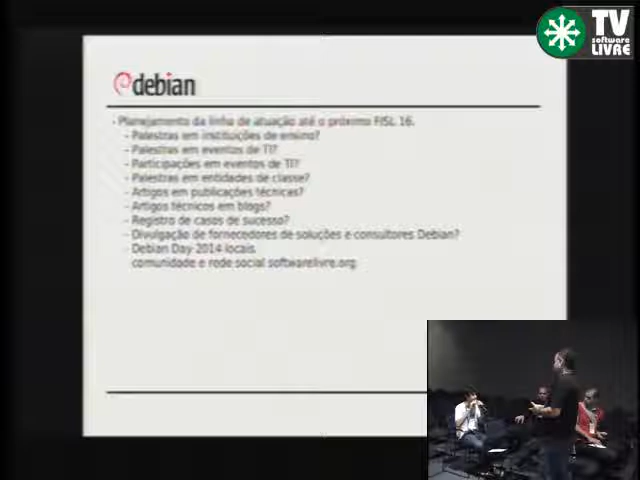 TV
software
LIVRE
debian
- Planejamento da linha de atuação até o próximo FISL 16.
- Palestras em instituições de ensino?
- Palestras em eventos de TI?
- Participações em eventos de TI?
- Palestras em entidades de classe?
- Artigos em publicações técnicas?
- Artigos técnicos em blogs?
- Registro de casos de sucesso?
- Divulgação de fornecedores de soluções e consultores Debian?
- Debian Day 2014 locais
comunidade e rede social softwarelivre.org